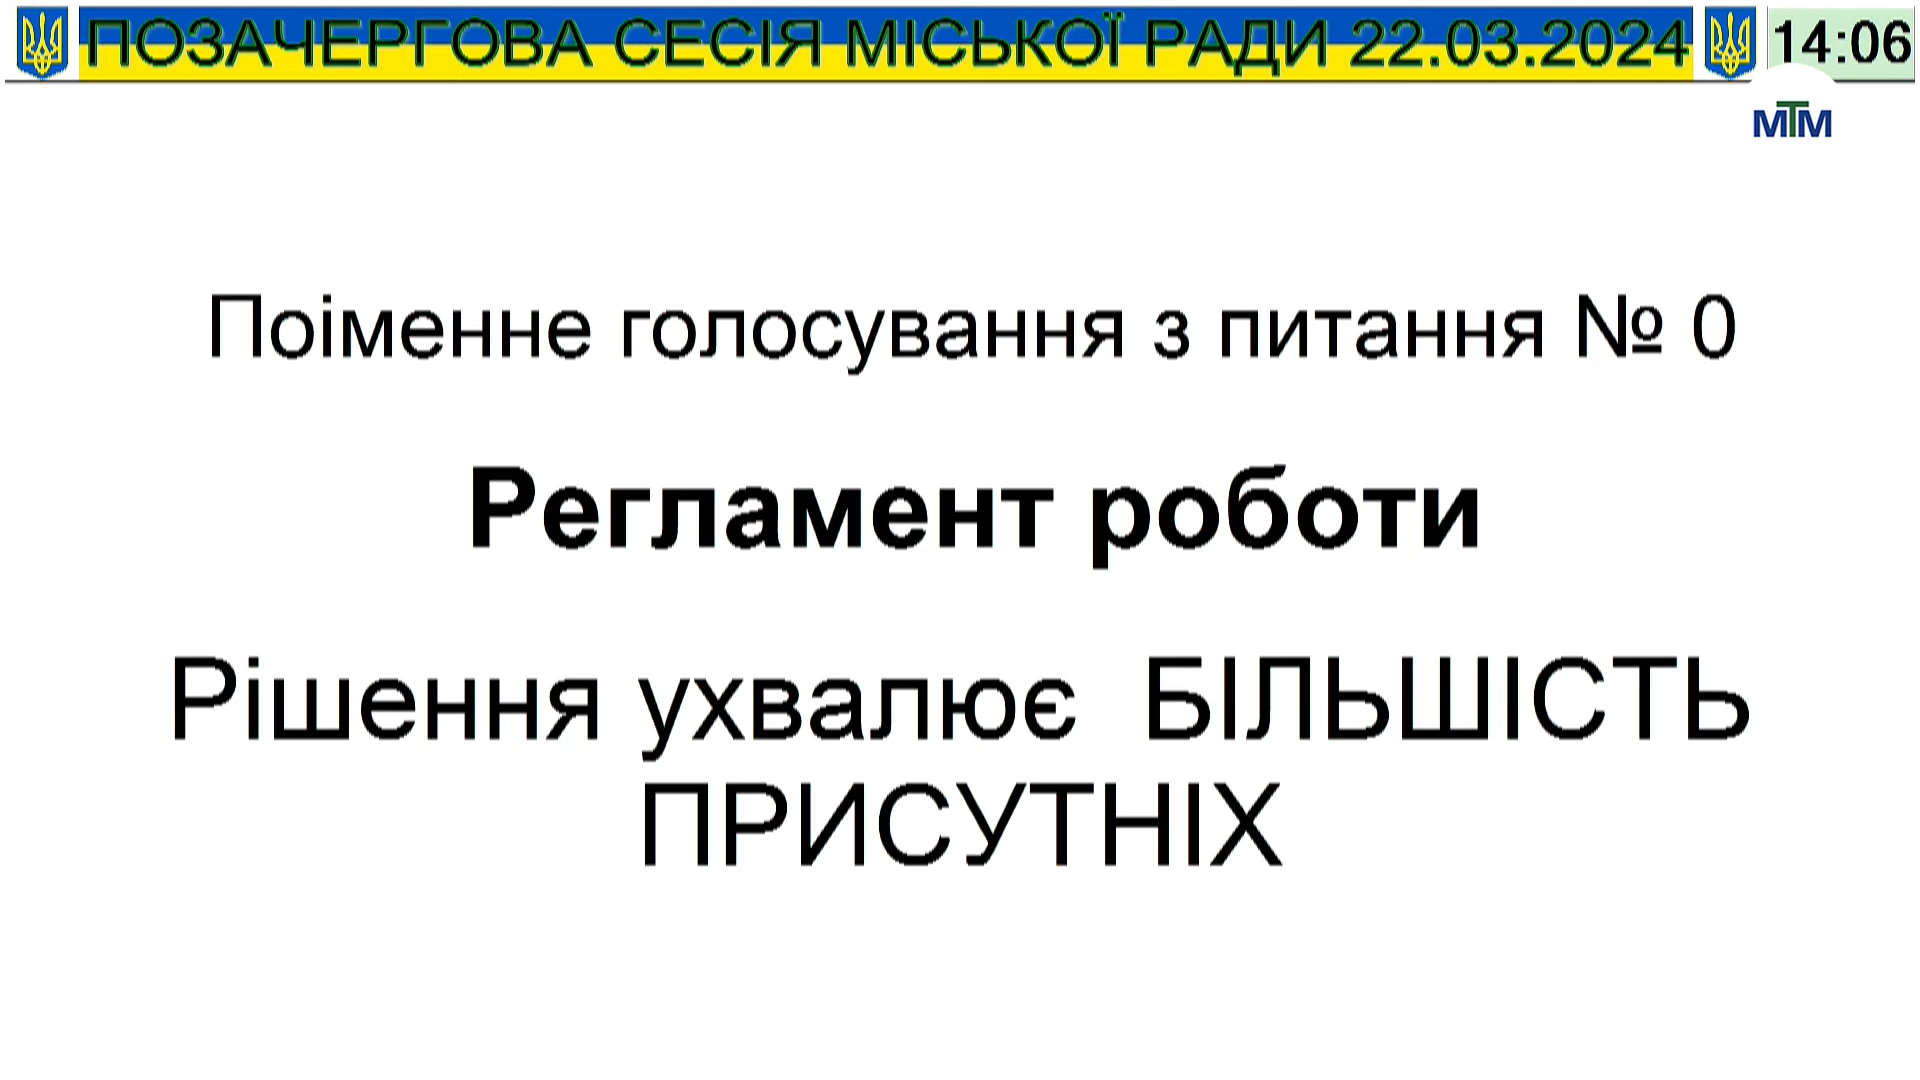 ПОЗАЧЕРГОВА СЕСІЯ МІСЬКОЇ РАДИ 22.03.2024 14:06
МТМ
Поіменне голосування з питання № 0
Регламент роботи
Рішення ухвалює БІЛЬШІСТЬ
ПРИСУТНІХ